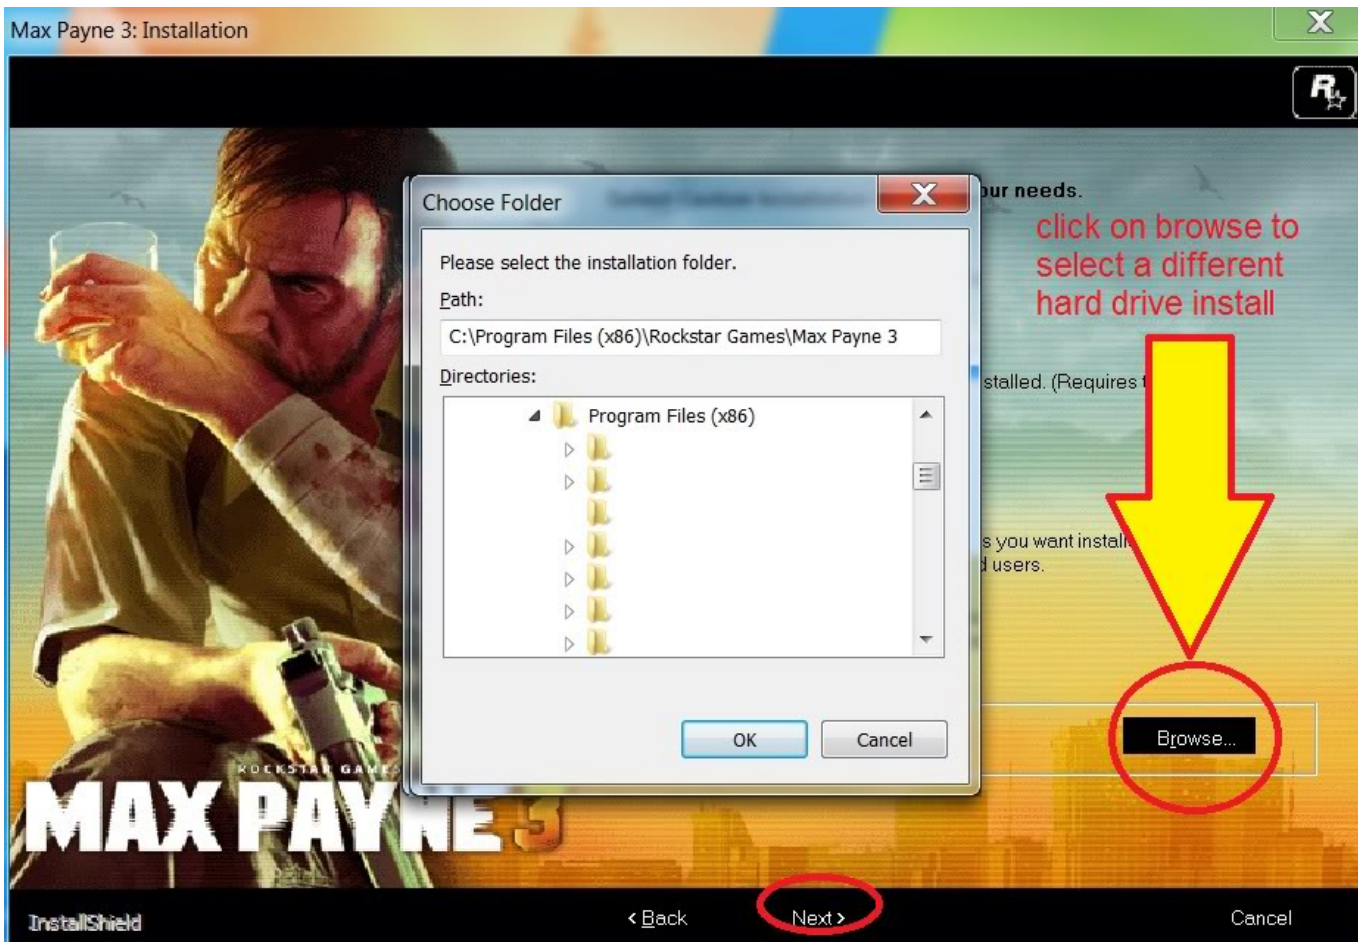 Max Payne 3: Installation
R
Choose Folder
our needs.
click on browse to
select a different
hard drive install
Please select the installation folder.
Path:
C:\Program Files (x86)\Rockstar Games\Max Payne 3
Directories:
stalled. (Requires
Program Files (x86)
s you want install
d users.
Browse...
OK
Cancel
ROCKSTAR GAMES
MAX PAYNE 3
InstallShield
< Back
Next >
Cancel